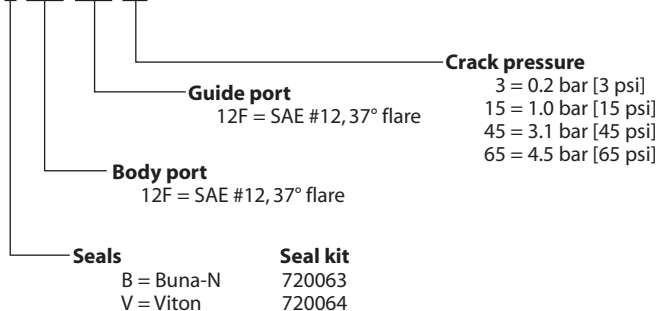 Crack pressure
3 = 0.2 bar [3 psi]
15 = 1.0 bar [15 psi]
45 = 3.1 bar [45 psi]
65 = 4.5 bar [65 psi]
Guide port
12F = SAE #12, 37° flare
Body port
12F = SAE #12, 37° flare
Seals Seal kit
B = Buna-N 720063
V = Viton 720064